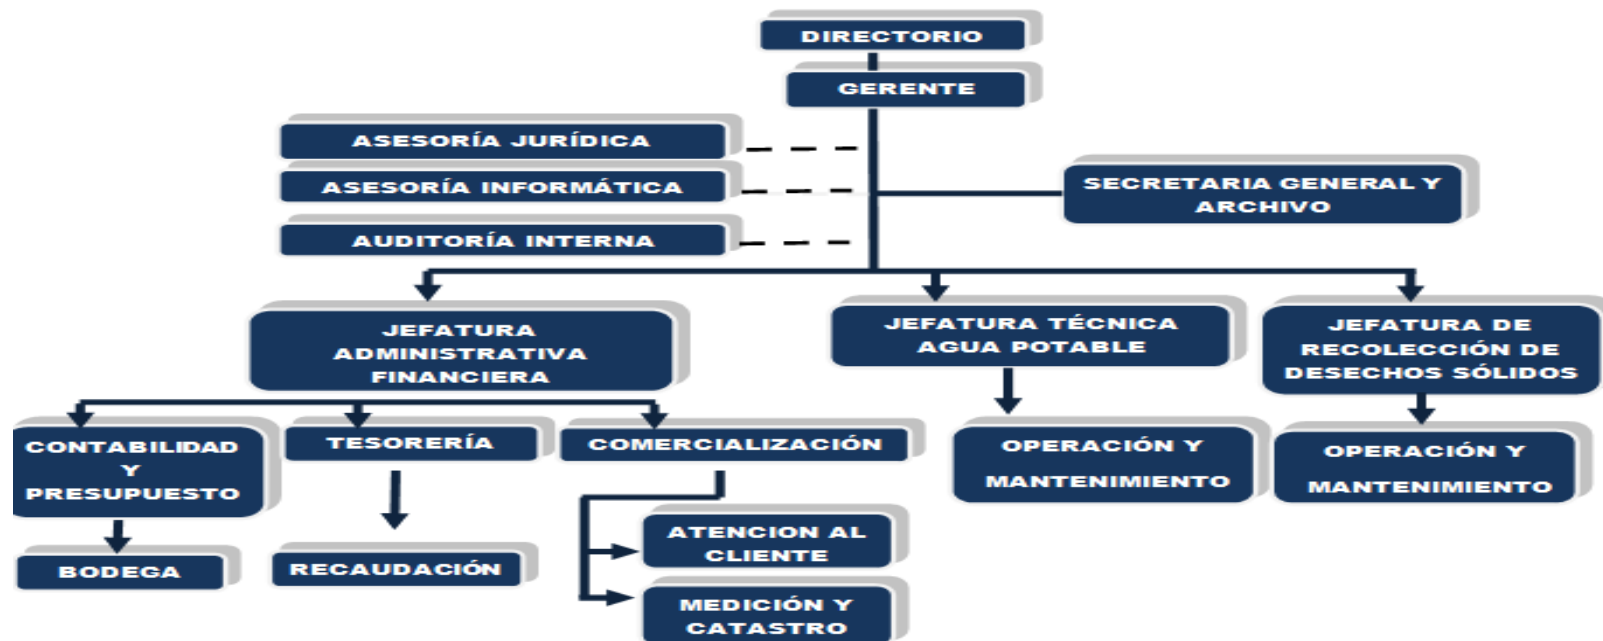 DIRECTORIO
GERENTE
ASESORÍA JURÍDICA
ASESORÍA INFORMÁTICA
SECRETARIA GENERAL Y
ARCHIVO
AUDITORÍA INTERNA
JEFATURA
ADMINISTRATIVA
FINANCIERA
JEFATURA TÉCNICA
AGUA POTABLE
JEFATURA DE
RECOLECCIÓN DE
DESECHOS SÓLIDOS
CONTABILIDAD
Y
PRESUPUESTO
TESORERÍA
COMERCIALIZACIÓN
OPERACIÓN Y
MANTENIMIENTO
OPERACIÓN Y
MANTENIMIENTO
BODEGA
RECAUDACIÓN
ATENCION AL
CLIENTE
MEDICIÓN Y
CATASTRO